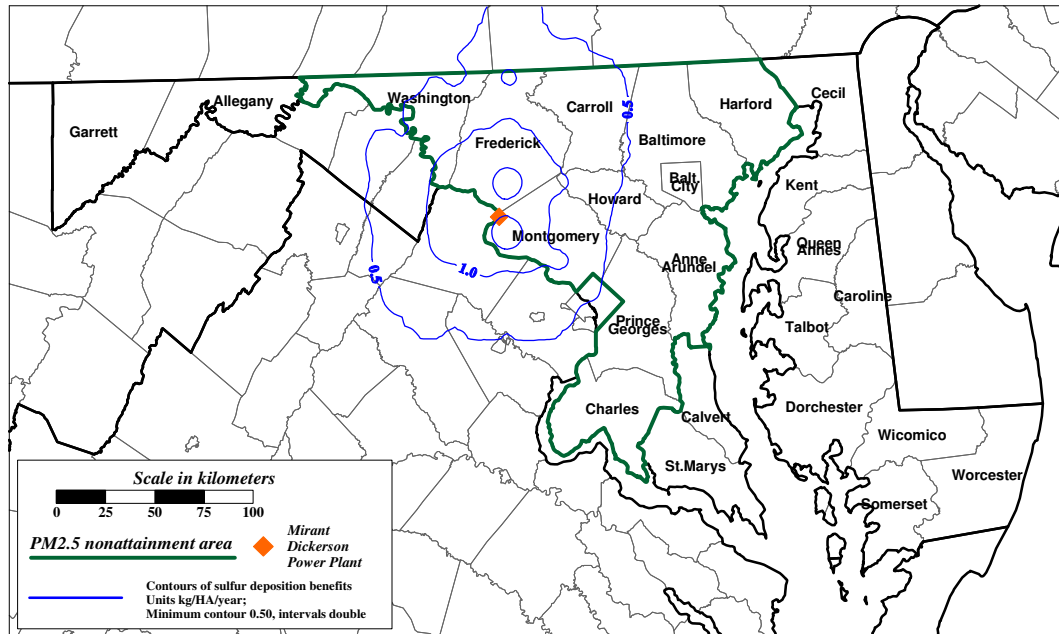 Garrett
Allegany
Washington
Frederick
Carroll
0.5
Baltimore
Harford
Cecil
Balt
City
Howard
Kent
Montgomery
Anne
Arundel
Queen
Annes
0.5
1.0
Caroline
Prince
Georges
Talbot
Charles
Calvert
Dorchester
Wicomico
St.Marys
Worcester
Somerset
Scale in kilometers
0 25 50 75 100
PM2.5 nonattainment area
Mirant
Dickerson
Power Plant
Contours of sulfur deposition benefits
Units kg/HA/year;
Minimum contour 0.50, intervals double